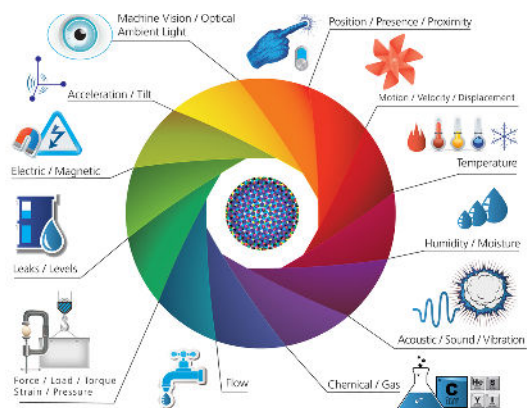 Machine Vision / Optical
Ambient Light
Position / Presence / Proximity
Acceleration / Tilt
Motion / Velocity / Displacement
Electric / Magnetic
Temperature
Leaks / Levels
Humidity / Moisture
Acoustic / Sound / Vibration
Force / Load / Torque
Strain / Pressure
Flow
Chemical / Gas
C